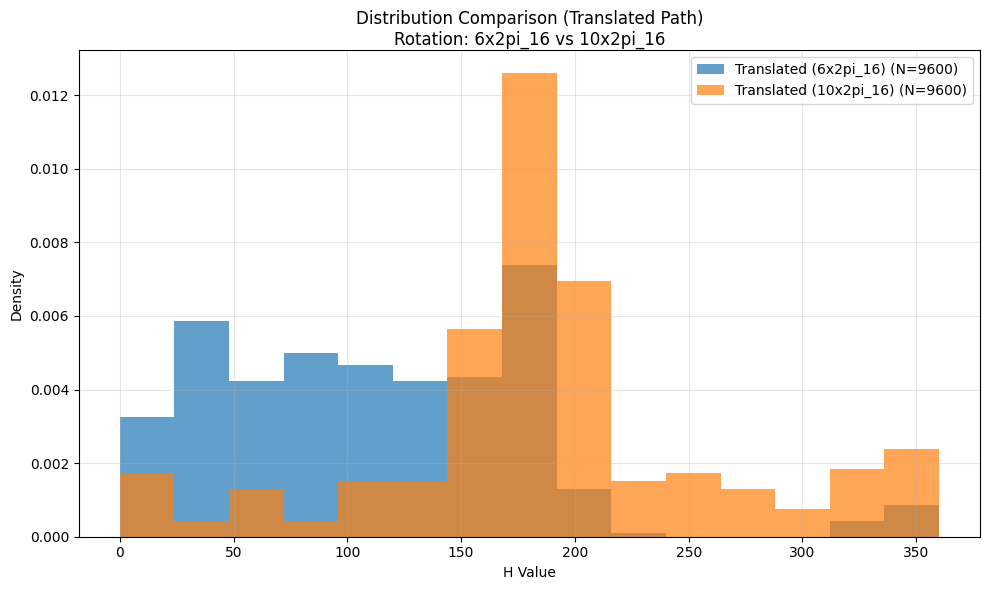 Distribution Comparison (Translated Path)
Rotation: 6x2pi_16 vs 10x2pi_16
Translated (6x2pi_16) (N=9600)
Translated (10x2pi_16) (N=9600)
Density
0.012
0.010
0.008
0.006
0.004
0.002
0.000
0 50 100 150 200 250 300 350
H Value